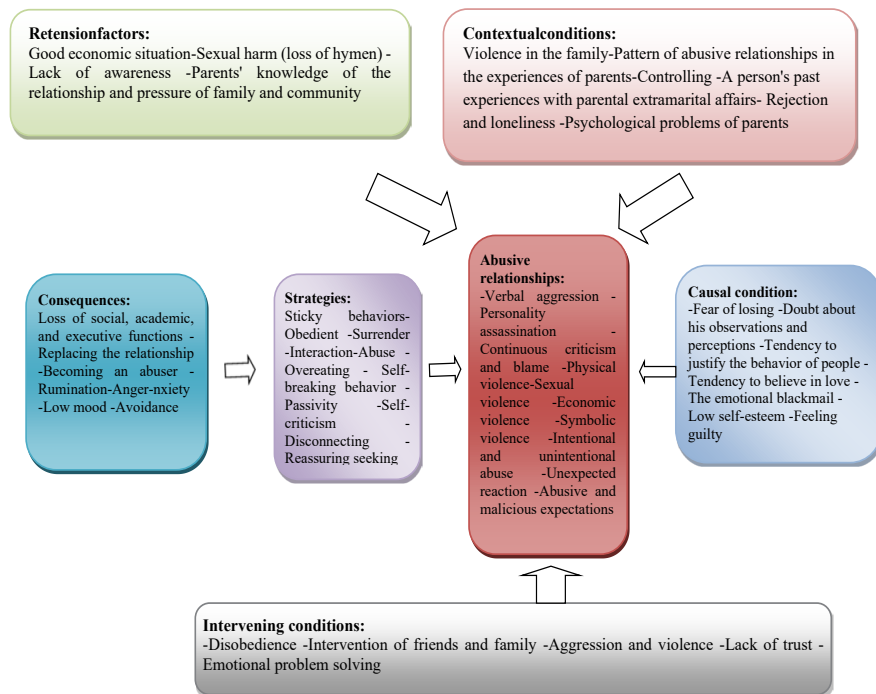 Retensionfactors:
Good economic situation-Sexual harm (loss of hymen) -
Lack of awareness -Parents' knowledge of the
relationship and pressure of family and community
Contextualconditions:
Violence in the family-Pattern of abusive relationships in
the experiences of parents-Controlling -A person's past
experiences with parental extramarital affairs- Rejection
and loneliness -Psychological problems of parents
Consequences:
Loss of social, academic,
and executive functions -
Replacing the relationship
-Becoming an abuser -
Rumination-Anger-nxiety
-Low mood -Avoidance
Strategies:
Sticky behaviors-
Obedient -Surrender
-Interaction-Abuse -
Overeating -Self-
breaking behavior -
Passivity -Self-
criticism -
Disconnecting -
Reassuring seeking
Abusive
relationships:
-Verbal aggression -
Personality
assassination -
Continuous criticism
and blame -Physical
violence-Sexual
violence -Economic
violence -Symbolic
violence -Intentional
and unintentional
abuse -Unexpected
reaction -Abusive and
malicious expectations
Causal condition:
-Fear of losing -Doubt about
his observations and
perceptions -Tendency to
justify the behavior of people -
Tendency to believe in love -
The emotional blackmail -
Low self-esteem -Feeling
guilty
Intervening conditions:
-Disobedience -Intervention of friends and family -Aggression and violence -Lack of trust -
Emotional problem solving